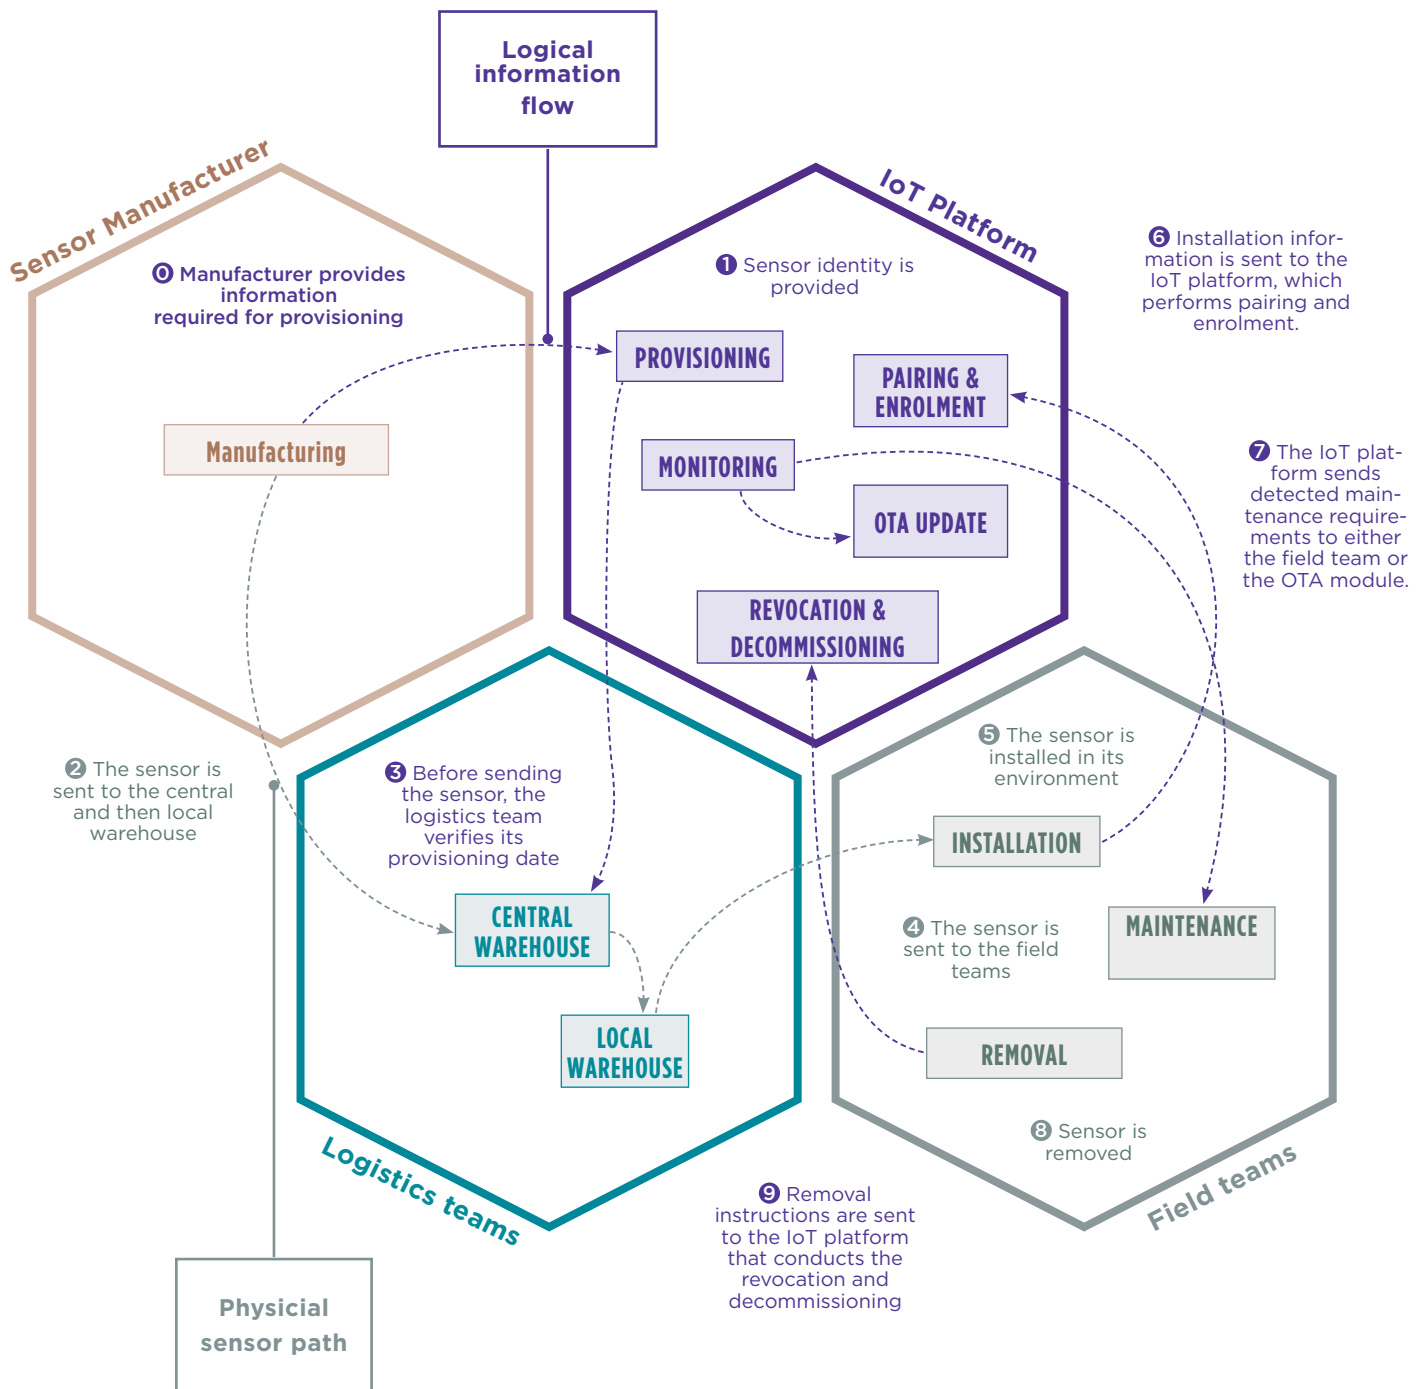 Logical
information
flow
Sensor Manufacturer
IoT Platform
⓿ Manufacturer provides
information
required for provisioning
❶ Sensor identity is
provided
❻ Installation infor-
mation is sent to the
IoT platform, which
performs pairing and
enrolment.
PROVISIONING
PAIRING &
ENROLMENT
Manufacturing
MONITORING
OTA UPDATE
❼ The IoT plat-
form sends
detected main-
tenance require-
ments to either
the field team or
the OTA module.
REVOCATION &
DECOMMISSIONING
❷ The sensor is
sent to the central
and then local
warehouse
❸ Before sending
the sensor, the
logistics team
verifies its
provisioning date
❺ The sensor is
installed in its
environment
INSTALLATION
CENTRAL
WAREHOUSE
❹ The sensor is
sent to the field
teams
MAINTENANCE
LOCAL
WAREHOUSE
REMOVAL
❽ Sensor is
removed
Logistics teams
Field teams
❾ Removal
instructions are sent
to the IoT platform
that conducts the
revocation and
decommissioning
Physicial
sensor path